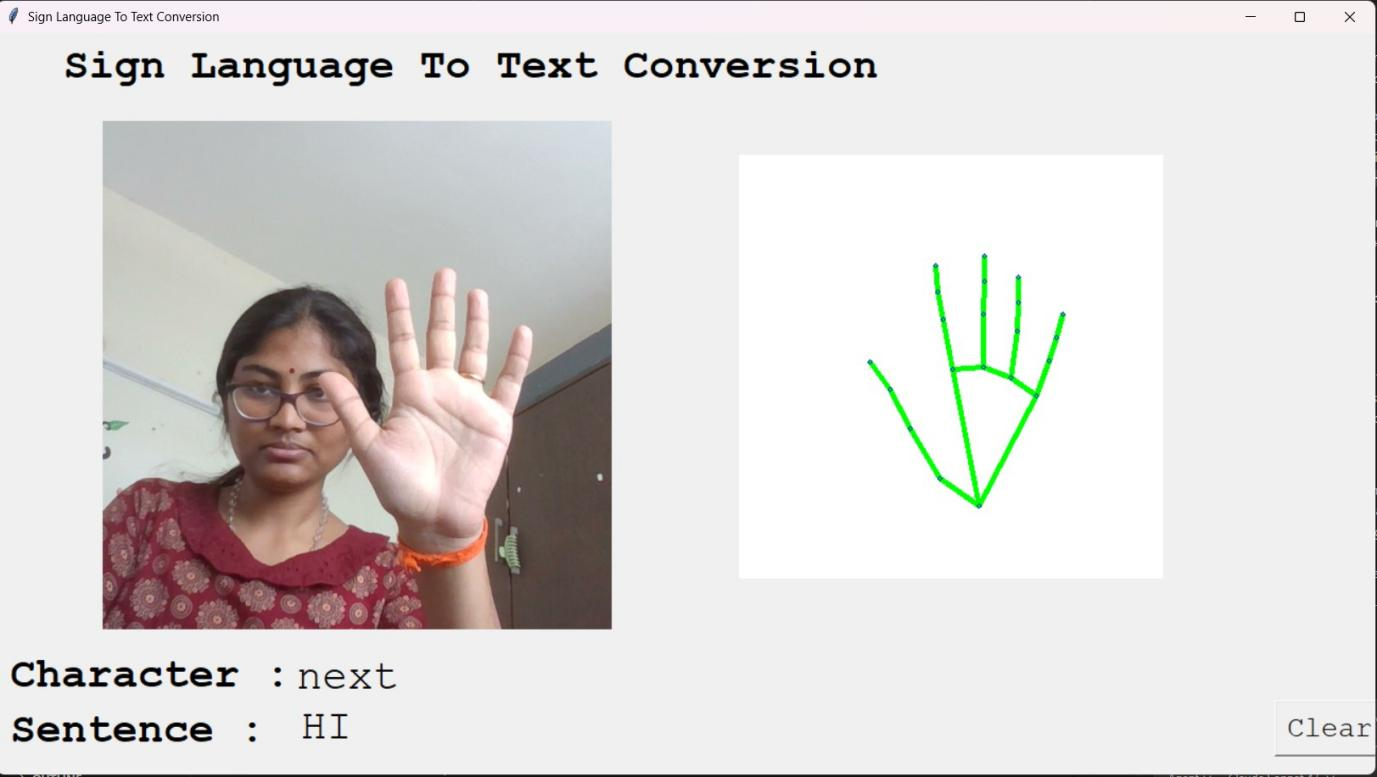 Sign Language To Text Conversion
Sign Language To Text Conversion
Character : next
Sentence : HI
Clear